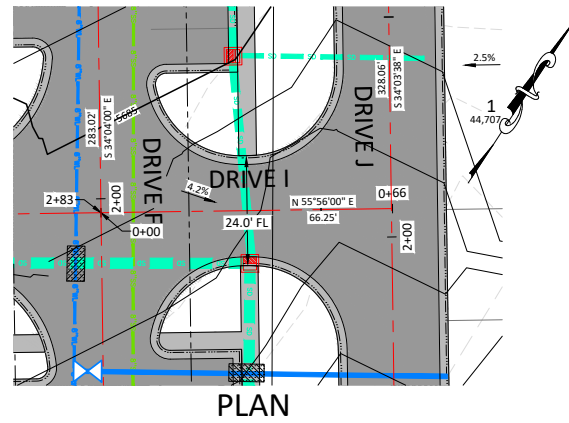 283.02'
S 34°04'00" E
5685
DRIVE F
2+83
2+00
0+00
4.2%
DRIVE I
24.0' FL
N 55°56'00" E
66.25'
328.06'
S 34°03'38" E
DRIVE J
0+66
2+00
2.5%
1
44,707
PLAN